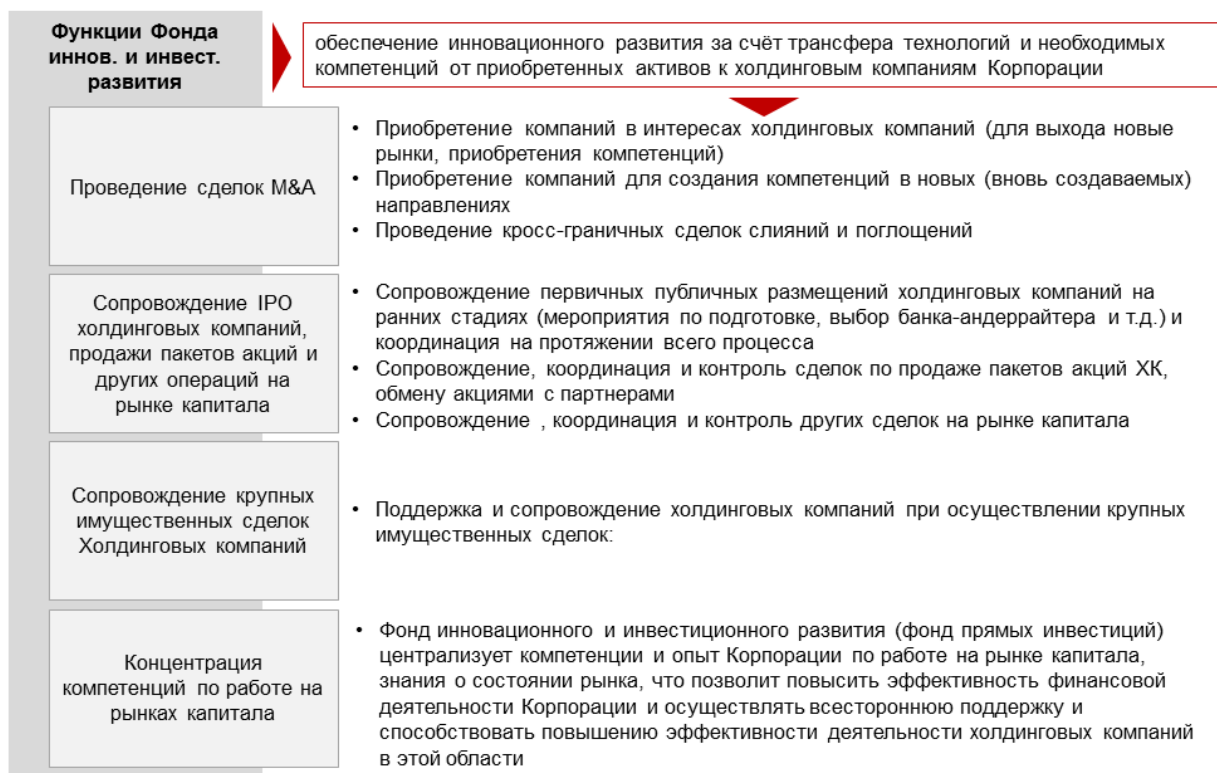 Функции Фонда
иннов. и инвест.
развития
обеспечение инновационного развития за счёт трансфера технологий и необходимых
компетенций от приобретенных активов к холдинговым компаниям Корпорации
Проведение сделок M&A
• Приобретение компаний в интересах холдинговых компаний (для выхода новые
рынки, приобретения компетенций)
• Приобретение компаний для создания компетенций в новых (вновь создаваемых)
направлениях
• Проведение кросс-граничных сделок слияний и поглощений
Сопровождение IPO
холдинговых компаний,
продажи пакетов акций и
других операций на
рынке капитала
• Сопровождение первичных публичных размещений холдинговых компаний на
ранних стадиях (мероприятия по подготовке, выбор банка-андеррайтера и т.д.) и
координация на протяжении всего процесса
• Сопровождение, координация и контроль сделок по продаже пакетов акций ХК,
обмену акциями с партнерами
• Сопровождение , координация и контроль других сделок на рынке капитала
Сопровождение крупных
имущественных сделок
Холдинговых компаний
• Поддержка и сопровождение холдинговых компаний при осуществлении крупных
имущественных сделок:
Концентрация
компетенций по работе на
рынках капитала
• Фонд инновационного и инвестиционного развития (фонд прямых инвестиций)
централизует компетенции и опыт Корпорации по работе на рынке капитала,
знания о состоянии рынка, что позволит повысить эффективность финансовой
деятельности Корпорации и осуществлять всестороннюю поддержку и
способствовать повышению эффективности деятельности холдинговых компаний
в этой области